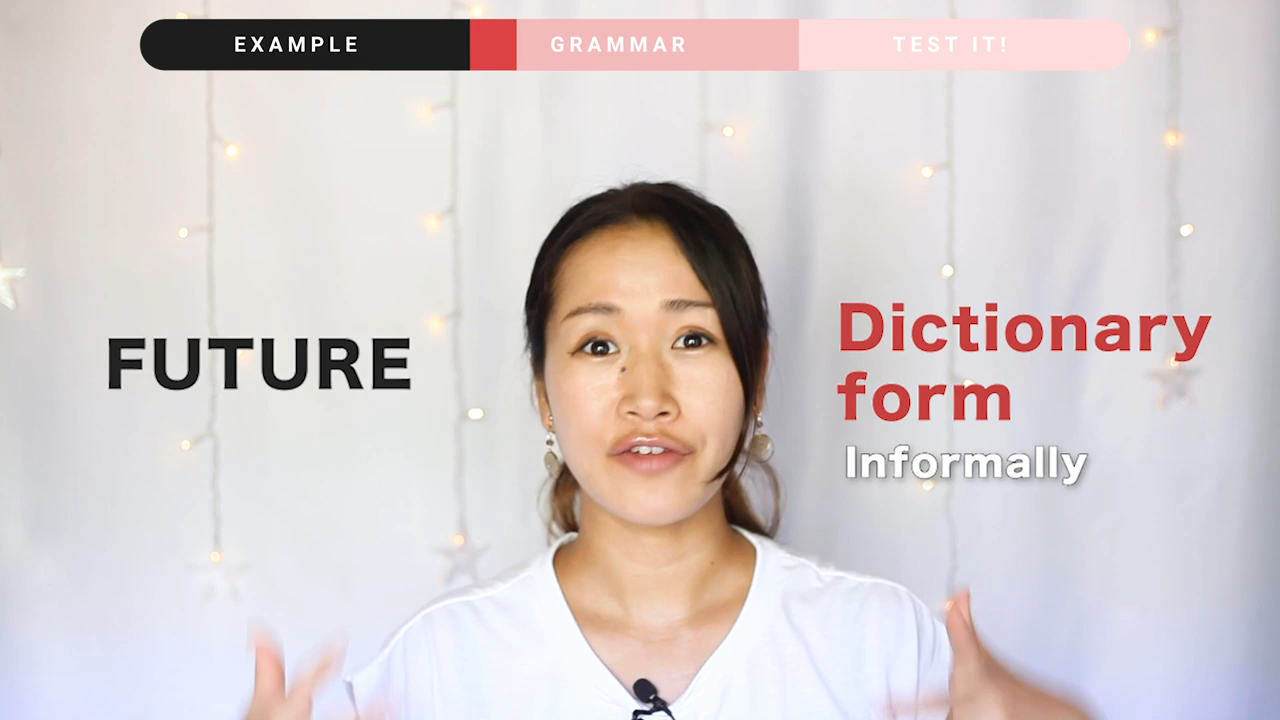 EXAMPLE GRAMMAR TEST IT!
FUTURE
Dictionary
form
Informally